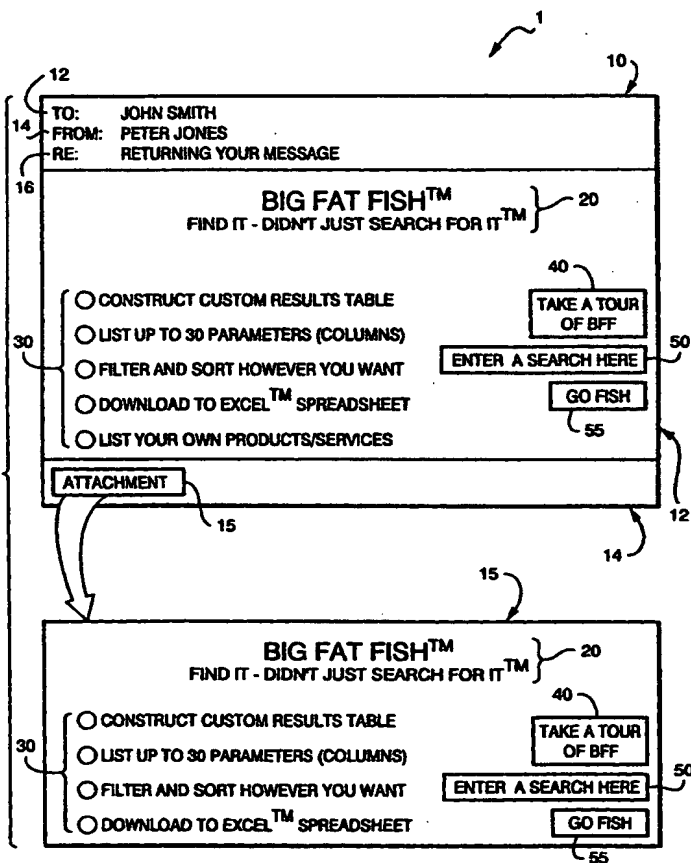 1
12
10
TO: JOHN SMITH
14 FROM: PETER JONES
RE: RETURNING YOUR MESSAGE
16
BIG FAT FISH™
FIND IT - DIDN'T JUST SEARCH FOR IT™
20
40
30
○ CONSTRUCT CUSTOM RESULTS TABLE
○ LIST UP TO 30 PARAMETERS (COLUMNS)
○ FILTER AND SORT HOWEVER YOU WANT
○ DOWNLOAD TO EXCEL™ SPREADSHEET
○ LIST YOUR OWN PRODUCTS/SERVICES
TAKE A TOUR
OF BFF
ENTER A SEARCH HERE
50
GO FISH
55
ATTACHMENT
15
12
14
15
BIG FAT FISH™
FIND IT - DIDN'T JUST SEARCH FOR IT™
20
40
30
○ CONSTRUCT CUSTOM RESULTS TABLE
○ LIST UP TO 30 PARAMETERS (COLUMNS)
○ FILTER AND SORT HOWEVER YOU WANT
○ DOWNLOAD TO EXCEL™ SPREADSHEET
TAKE A TOUR
OF BFF
ENTER A SEARCH HERE
50
GO FISH
55